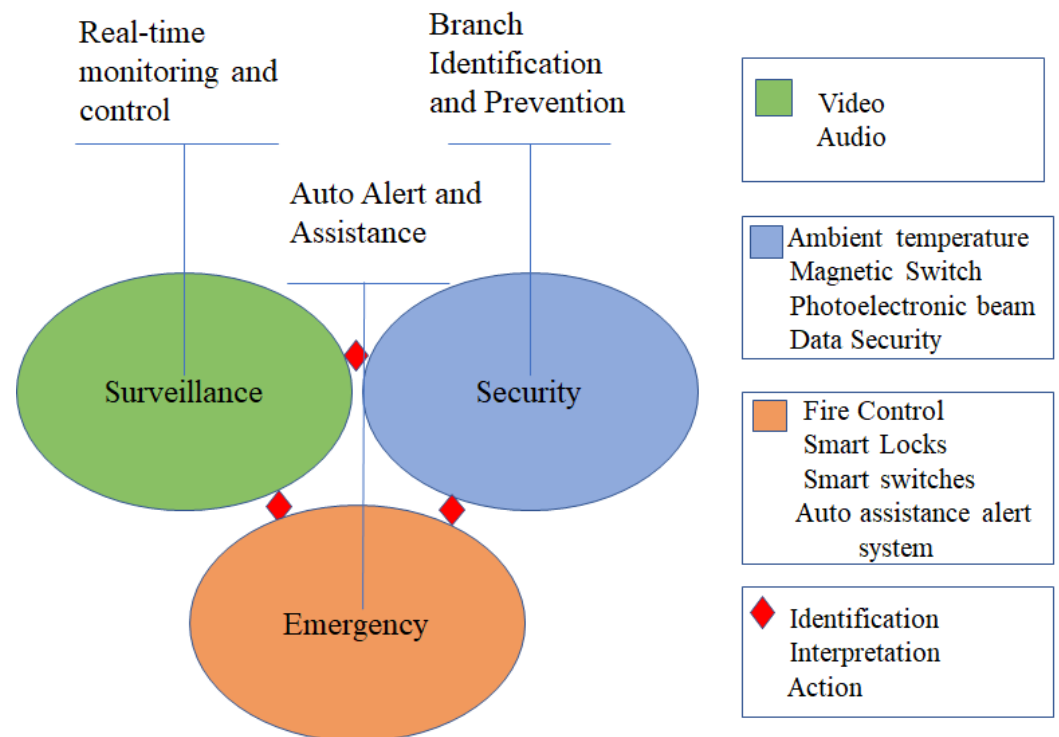 Real-time
monitoring and
control
Branch
Identification
and Prevention
Auto Alert and
Assistance
Surveillance
Security
Emergency
Video
Audio
Ambient temperature
Magnetic Switch
Photoelectronic beam
Data Security
Fire Control
Smart Locks
Smart switches
Auto assistance alert
system
Identification
Interpretation
Action